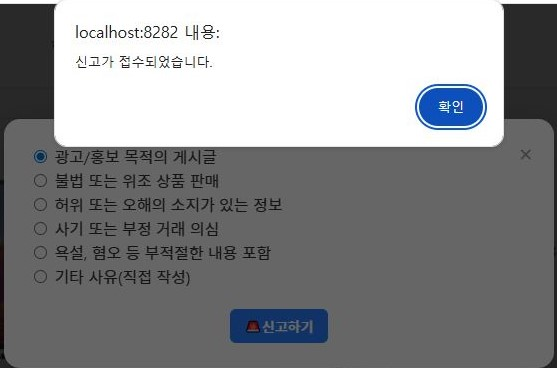 localhost:8282 내용:
신고가 접수되었습니다.
확인
광고/홍보 목적의 게시글
불법 또는 위조 상품 판매
허위 또는 오해의 소지가 있는 정보
사기 또는 부정 거래 의심
욕설, 혐오 등 부적절한 내용 포함
기타 사유(직접 작성)
🚨신고하기